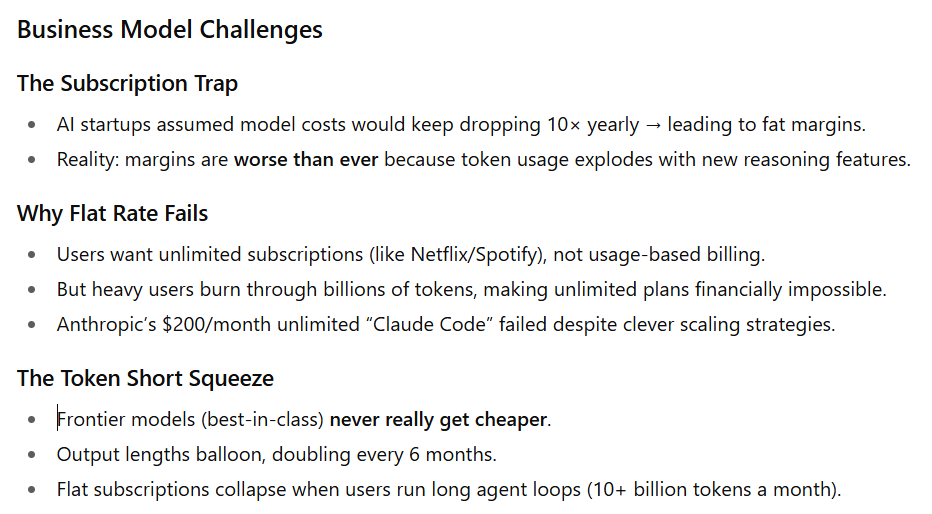 Business Model Challenges
The Subscription Trap
• AI startups assumed model costs would keep dropping 10× yearly → leading to fat margins.
• Reality: margins are worse than ever because token usage explodes with new reasoning features.
Why Flat Rate Fails
• Users want unlimited subscriptions (like Netflix/Spotify), not usage-based billing.
• But heavy users burn through billions of tokens, making unlimited plans financially impossible.
• Anthropic’s $200/month unlimited “Claude Code” failed despite clever scaling strategies.
The Token Short Squeeze
• Frontier models (best-in-class) never really get cheaper.
• Output lengths balloon, doubling every 6 months.
• Flat subscriptions collapse when users run long agent loops (10+ billion tokens a month).